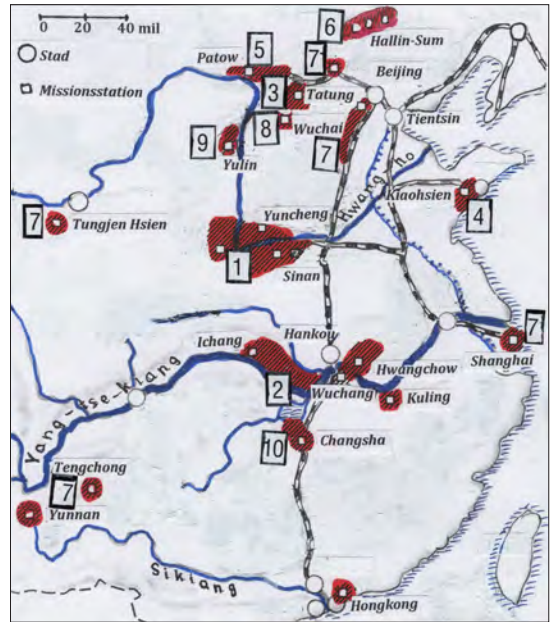 0 20 40 mil
Stad
Missionsstation
6
Hallin-Sum
5
Patow
7
Beijing
3
Tatung
Tientsin
8
Wuchai
9
Yulin
7
Hwang ho
Kiaohsien
4
7
Tungjen Hsien
Yuncheng
1
Sinan
Hankou
7
Shanghai
Ichang
Hwangchow
2
Wuchang
Kuling
Yang-tse-kiang
10
Changsha
Tengchong
7
Yunnan
Sikiang
Hongkong